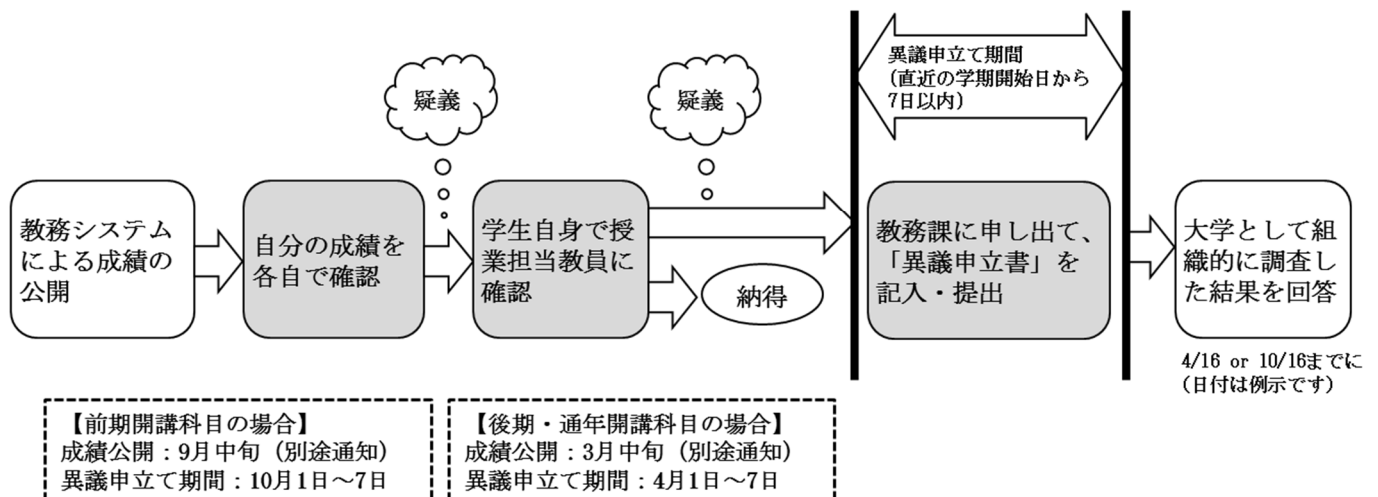 異議申立て期間
(直近の学期開始日から
7日以内)
疑義
疑義
教務システム
による成績の
公開
自分の成績を
各自で確認
学生自身で授
業担当教員に
確認
納得
教務課に申し出て、
「異議申立書」を
記入・提出
大学として組
織的に調査し
た結果を回答
4/16 or 10/16までに
(日付は例示です)
【前期開講科目の場合】
成績公開:9月中旬(別途通知)
異議申立て期間:10月1日~7日
【後期・通年開講科目の場合】
成績公開:3月中旬(別途通知)
異議申立て期間:4月1日~7日